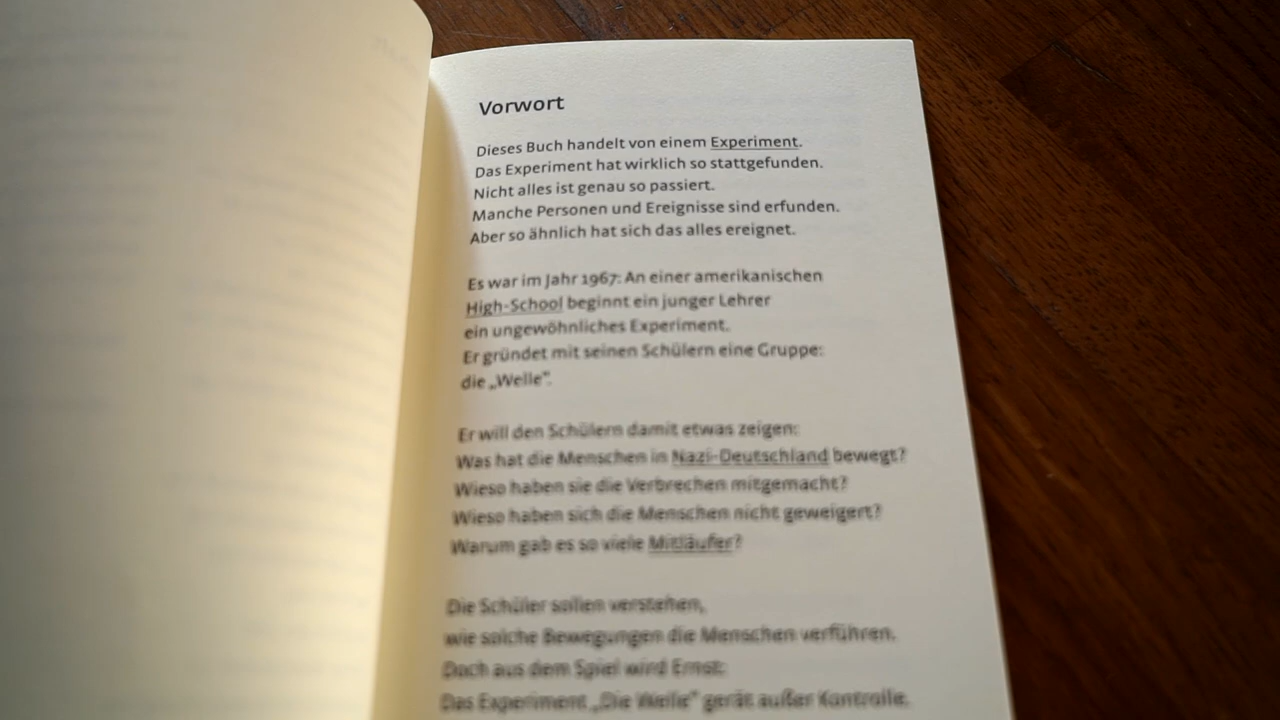 Vorwort
Dieses Buch handelt von einem Experiment.
Das Experiment hat wirklich so stattgefunden.
Nicht alles ist genau so passiert.
Manche Personen und Ereignisse sind erfunden.
Aber so ähnlich hat sich das alles ereignet.
Es war im Jahr 1967: An einer amerikanischen
High-School beginnt ein junger Lehrer
ein ungewöhnliches Experiment.
Er gründet mit seinen Schülern eine Gruppe:
die „Welle“.
Er will den Schülern damit etwas zeigen:
Was hat die Menschen in Nazi-Deutschland bewegt?
Wieso haben sie die Verbrechen mitgemacht?
Wieso haben sich die Menschen nicht geweigert?
Warum gab es so viele Mitläufer?
Die Schüler sollen verstehen,
wie solche Bewegungen die Menschen verführen.
Doch aus dem Spiel wird Ernst:
Das Experiment „Die Welle“ gerät außer Kontrolle.